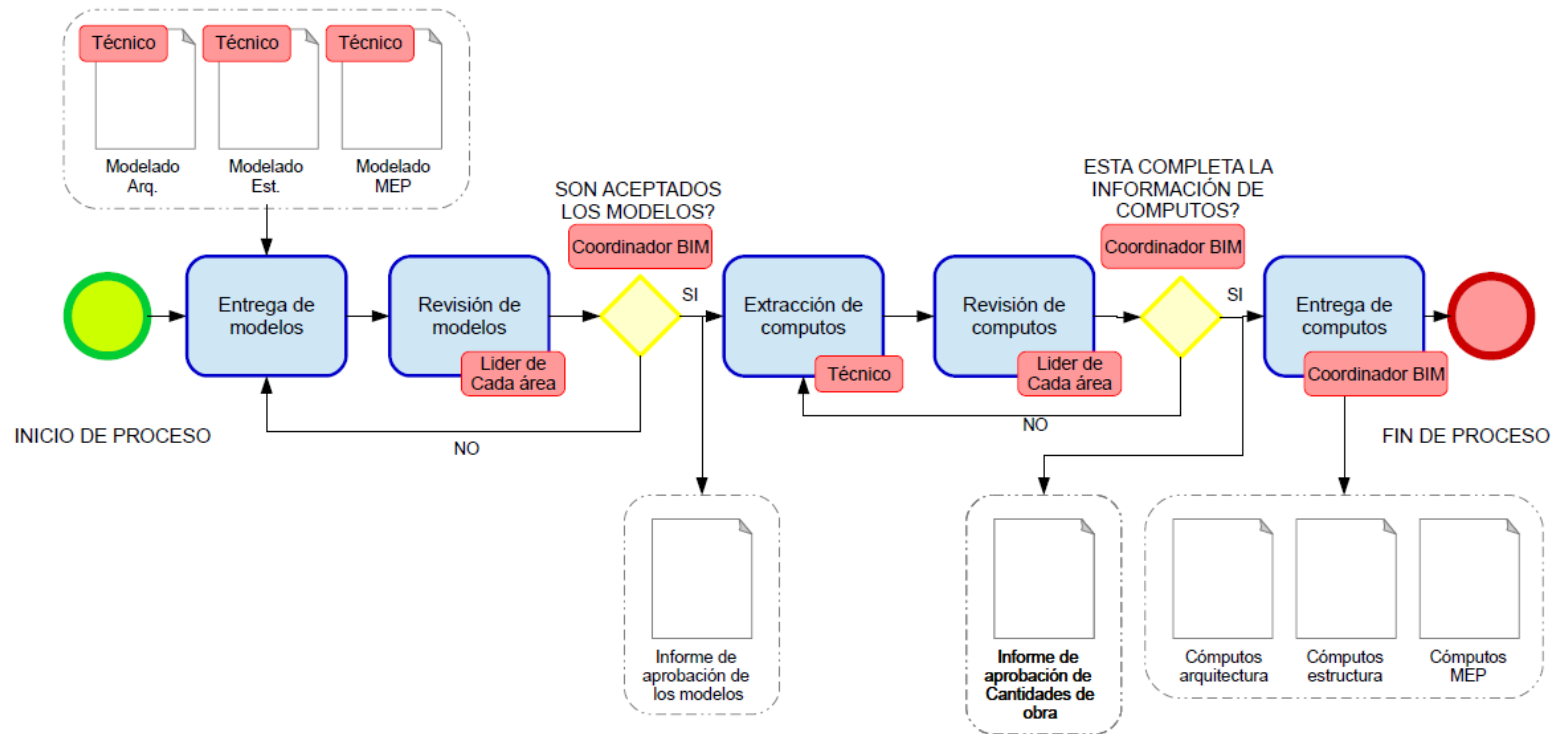 Técnico
Técnico
Técnico
Modelado
Arq.
Modelado
Est.
Modelado
MEP
SON ACEPTADOS
LOS MODELOS?
Coordinador BIM
ESTA COMPLETA LA
INFORMACIÓN DE
COMPUTOS?
Coordinador BIM
Entrega de
modelos
Revisión de
modelos
Lider de
Cada área
SI
Extracción de
computos
Técnico
Revisión de
computos
Lider de
Cada área
SI
Entrega de
computos
Coordinador BIM
INICIO DE PROCESO
NO
NO
FIN DE PROCESO
Informe de
aprobación de
los modelos
Informe de
aprobación de
Cantidades de
obra
Cómputos
arquitectura
Cómputos
estructura
Cómputos
MEP